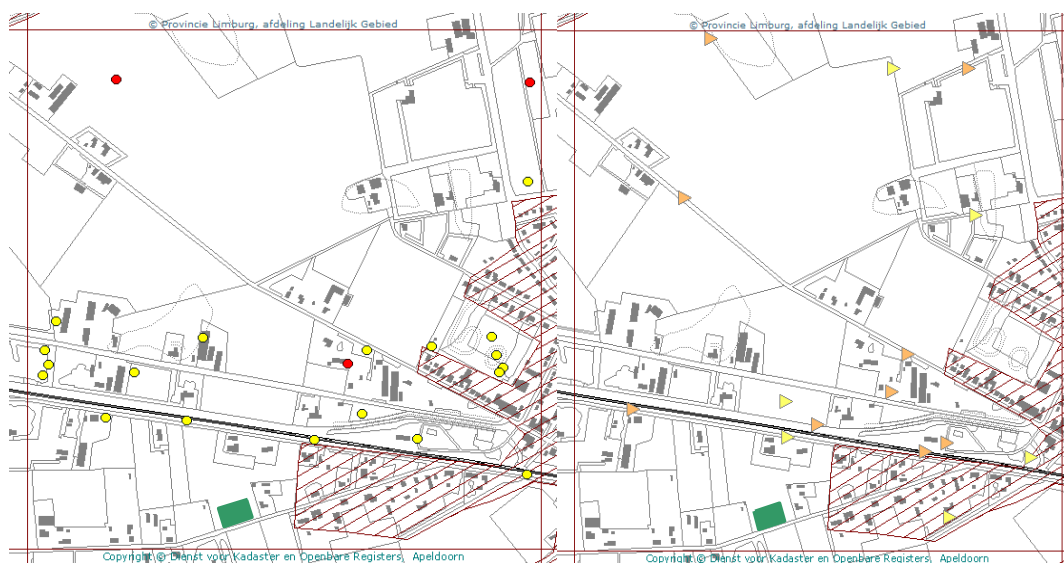 © Provincie Limburg, afdeling Landelijk Gebied
© Provincie Limburg, afdeling Landelijk Gebied
Copyright © Dienst voor Kadaster en Openbare Registers, Apeldoorn
Copyright © Dienst voor Kadaster en Openbare Registers, Apeldoorn